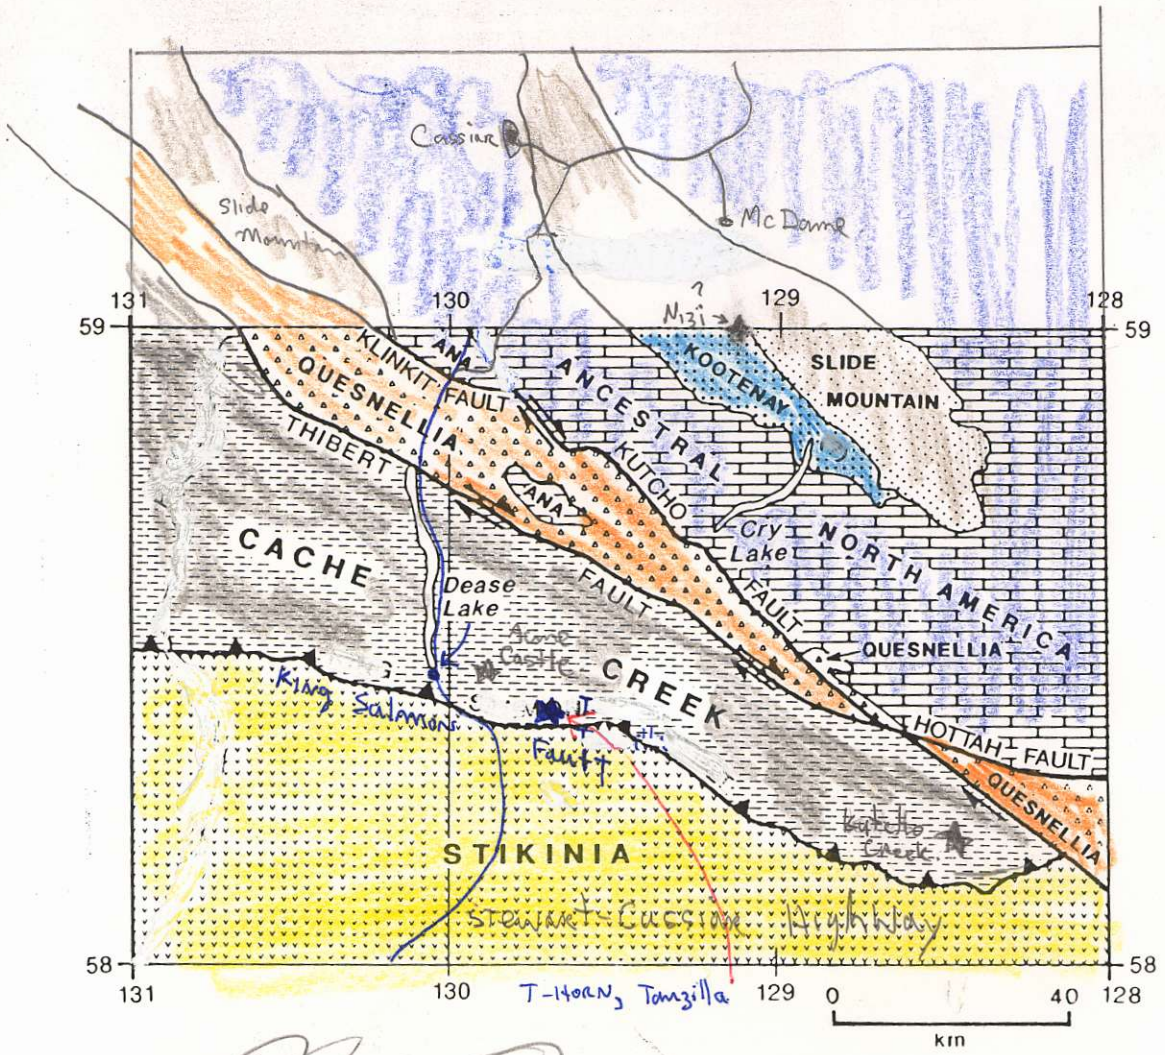 Cassiar
McDame
Slide
Mountain
Nizi
?
131
130
129
128
59
59
KLINKIT FAULT
ANA
KOOTENAY
SLIDE
MOUNTAIN
QUESNELLIA
ANCESTRAL
NORTH AMERICA
THIBERT
FAULT
KUTCHO
FAULT
ANA
Cry
Lake
CACHE
CREEK
Dease
Lake
QUESNELLIA
King Salmon
Fault
HOTTAH FAULT
QUESNELLIA
Kutcho
Creek
STIKINIA
Stewart-Cassiar Highway
58
58
131
130
129
128
T-HORN, Tanzilla
0
40
km